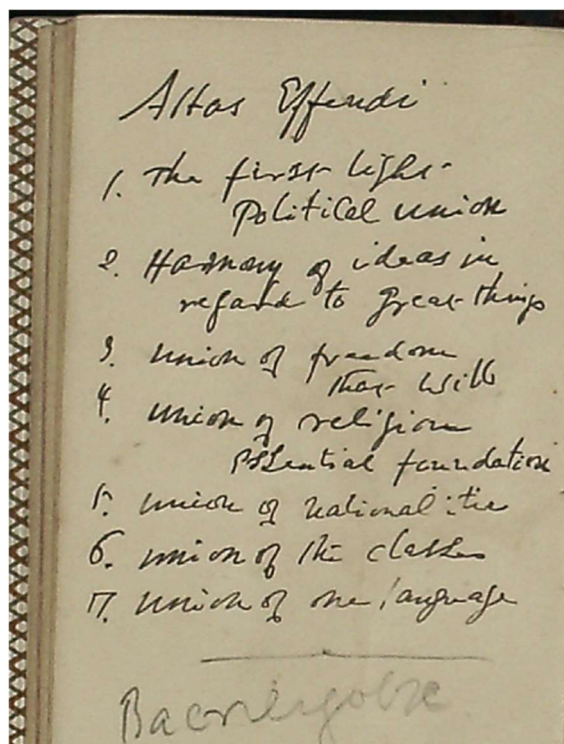 Abbas Effendi
1. The first light
Political union
2. Harmony of ideas in
regard to great things
3. union of freedom
that will
4. union of religion
essential foundation
5. union of nationalities
6. union of the classes
7. union of one language